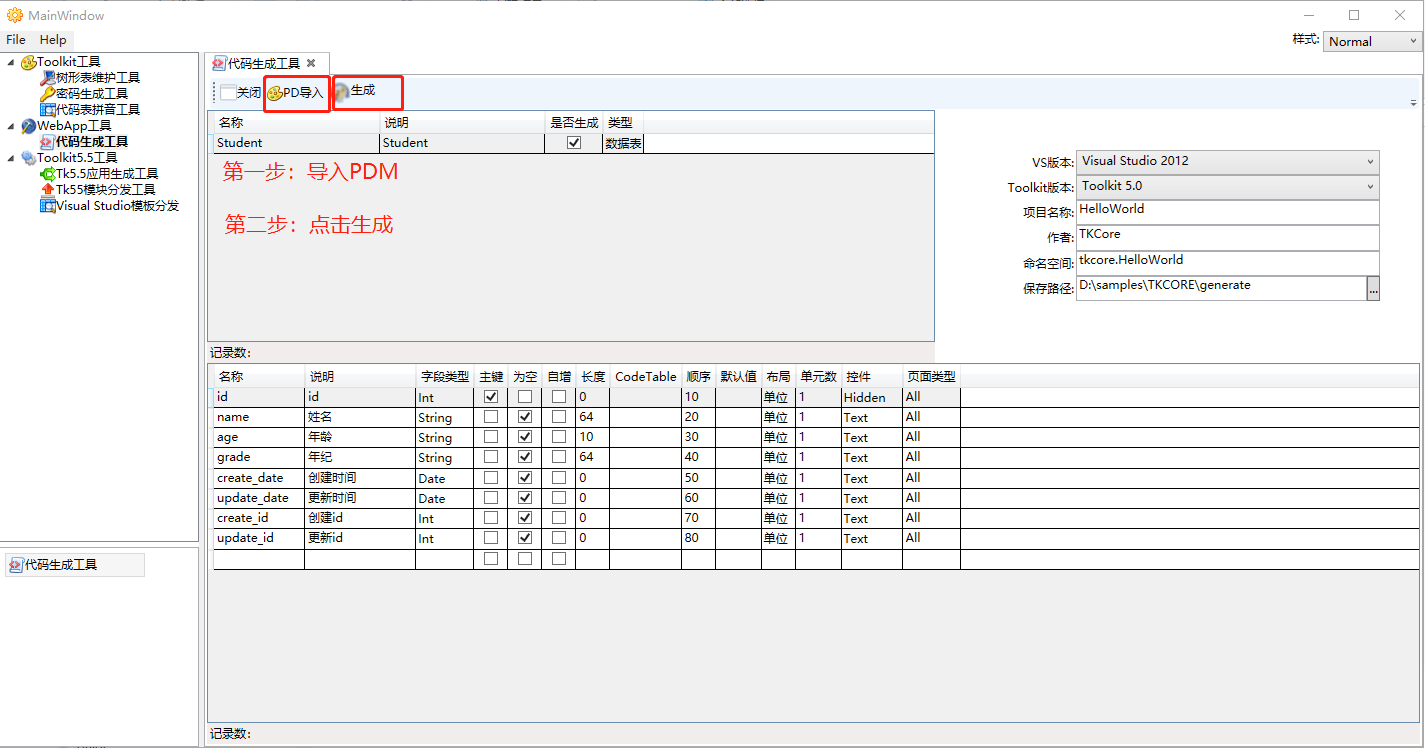 MainWindow
File Help
样式: Normal
Toolkit工具
树形表维护工具
密码生成工具
代码表拼音工具
WebApp工具
代码生成工具
Toolkit5.5工具
Tk5.5应用生成工具
Tk55模块分发工具
Visual Studio模板分发
代码生成工具
代码生成工具
关闭 PD导入 生成
名称 说明 是否生成 类型
Student Student 数据表
第一步：导入PDM
第二步：点击生成
记录数:
VS版本: Visual Studio 2012
Toolkit版本: Toolkit 5.0
项目名称: HelloWorld
作者: TKCore
命名空间: tkcore.HelloWorld
保存路径: D:\samples\TKCORE\generate ...
名称 说明 字段类型 主键 为空 自增 长度 CodeTable 顺序 默认值 布局 单元数 控件 页面类型
id id Int 0 10 单位 1 Hidden All
name 姓名 String 64 20 单位 1 Text All
age 年龄 String 10 30 单位 1 Text All
grade 年纪 String 64 40 单位 1 Text All
create_date 创建时间 Date 0 50 单位 1 Text All
update_date 更新时间 Date 0 60 单位 1 Text All
create_id 创建id Int 0 70 单位 1 Text All
update_id 更新id Int 0 80 单位 1 Text All
记录数: